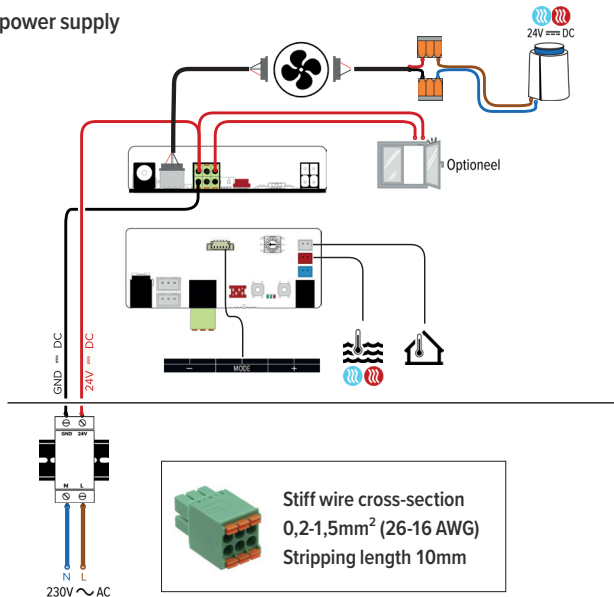 power supply
24V ⎓ DC
Optioneel
− MODE +
GND ⎓ DC
24V ⎓ DC
GND 24V
N L
N L
230V ∼ AC
Stiff wire cross-section
0,2-1,5mm² (26-16 AWG)
Stripping length 10mm